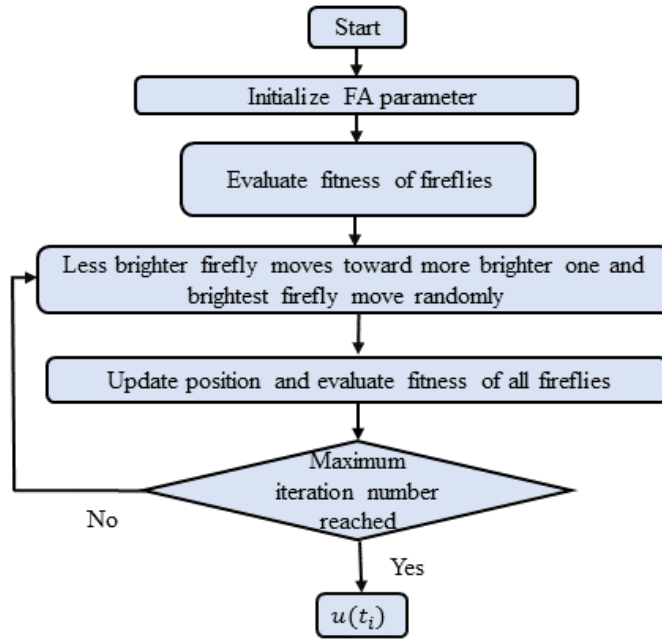 Start
Initialize FA parameter
Evaluate fitness of fireflies
Less brighter firefly moves toward more brighter one and
brightest firefly move randomly
Update position and evaluate fitness of all fireflies
Maximum
iteration number
reached
No
Yes
u(t_i)